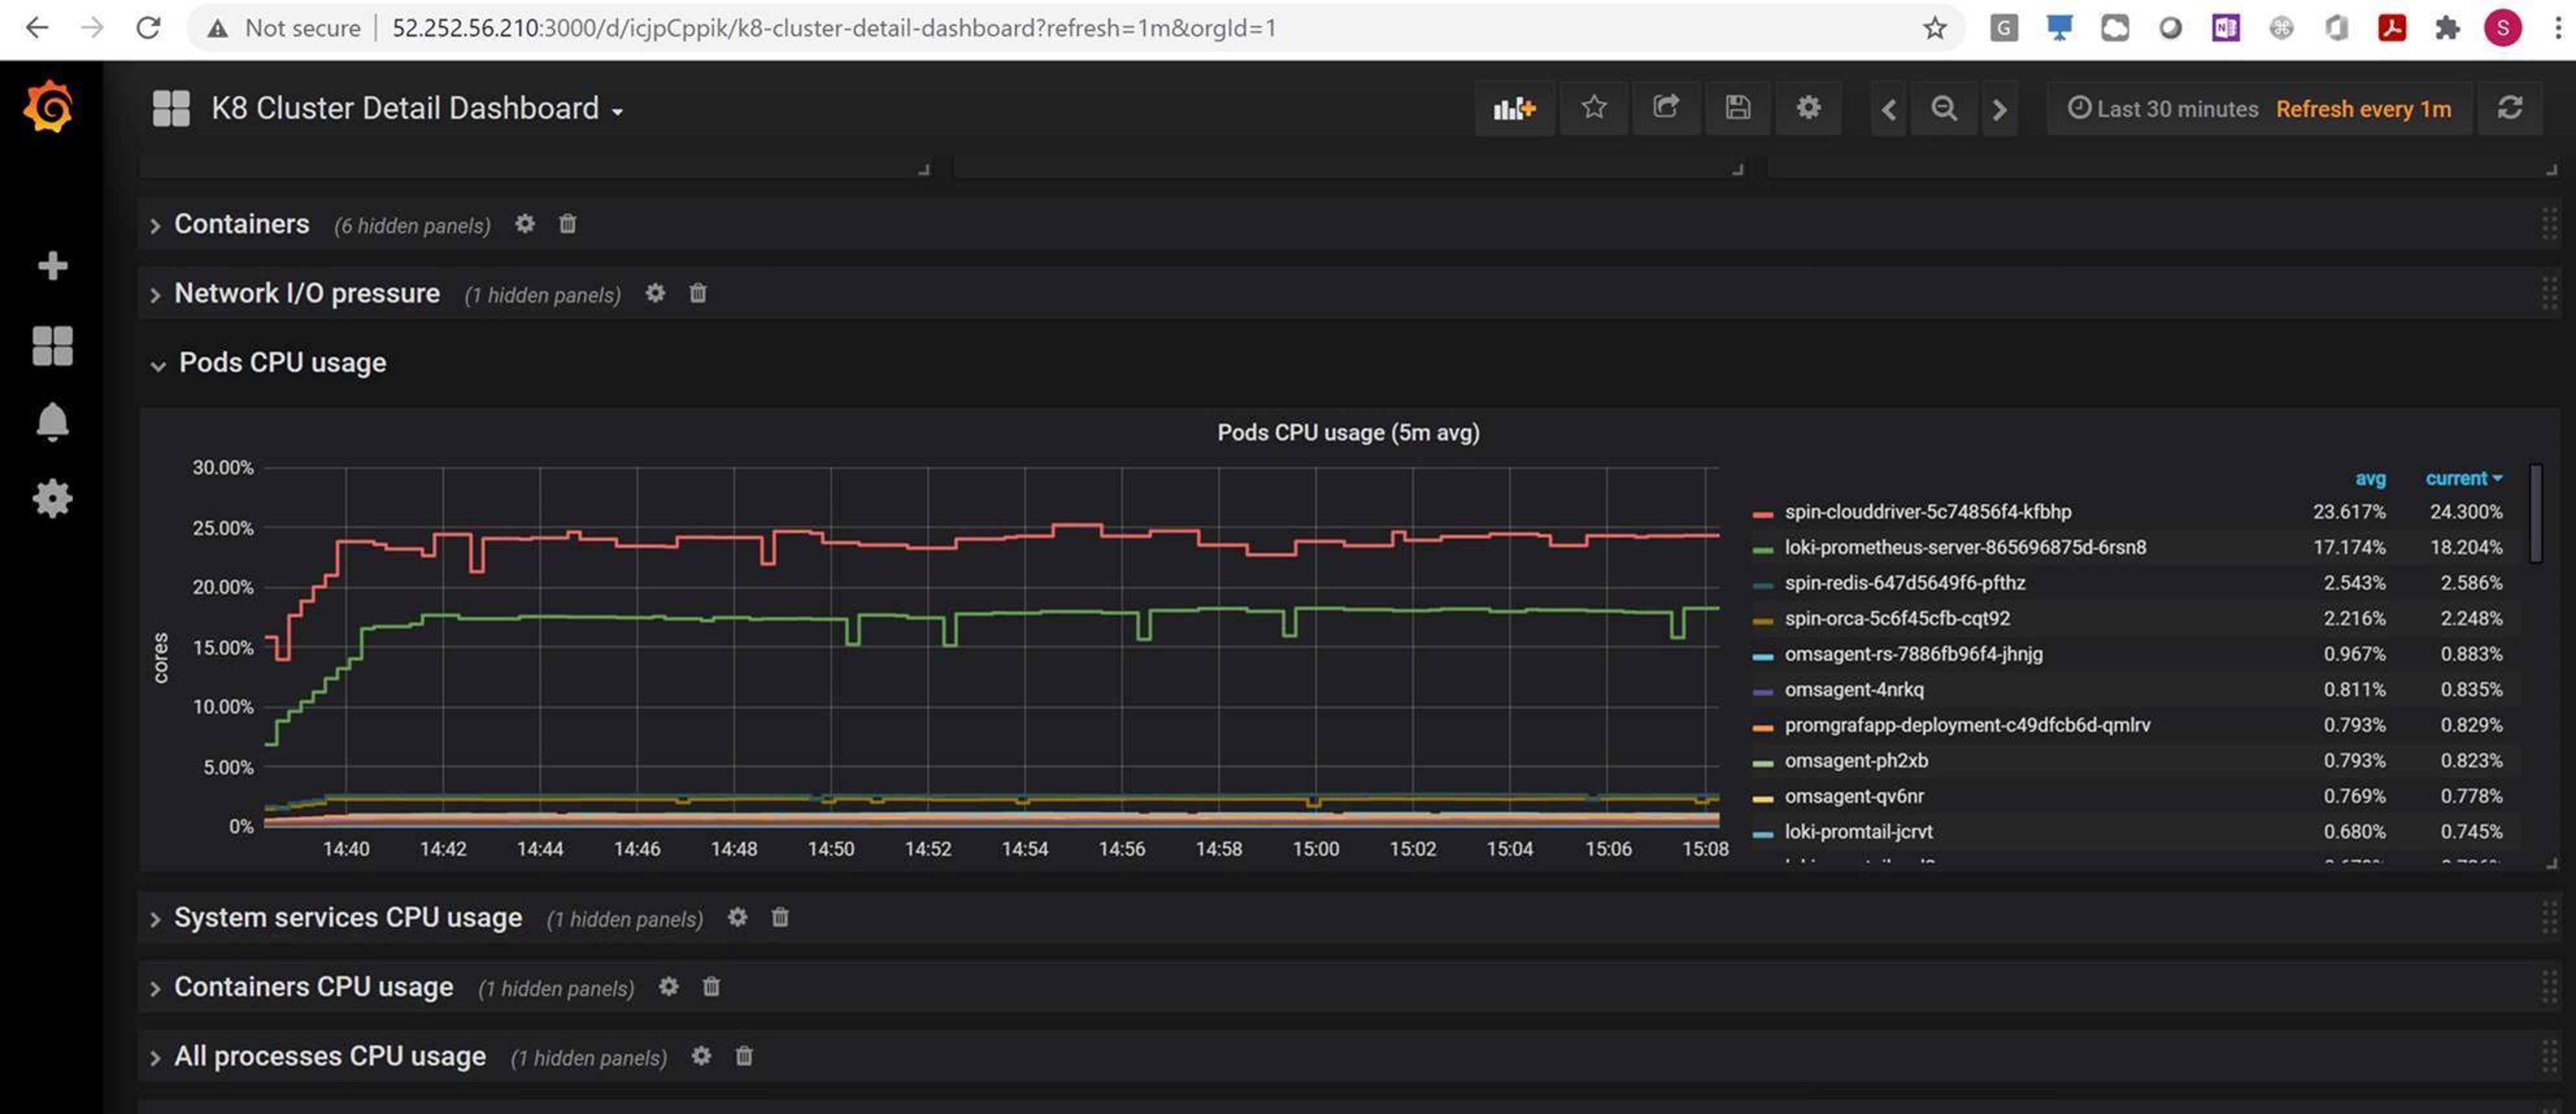 Not secure | 52.252.56.210:3000/d/icjpCppik/k8-cluster-detail-dashboard?refresh=1m&orgId=1
G
N
S
K8 Cluster Detail Dashboard
Last 30 minutes Refresh every 1m
Containers (6 hidden panels)
Network I/O pressure (1 hidden panels)
Pods CPU usage
Pods CPU usage (5m avg)
cores
30.00%
25.00%
20.00%
15.00%
10.00%
5.00%
0%
14:40 14:42 14:44 14:46 14:48 14:50 14:52 14:54 14:56 14:58 15:00 15:02 15:04 15:06 15:08
avg current
spin-clouddriver-5c74856f4-kfbhp 23.617% 24.300%
loki-prometheus-server-865696875d-6rsn8 17.174% 18.204%
spin-redis-647d5649f6-pfthz 2.543% 2.586%
spin-orca-5c6f45cfb-cqt92 2.216% 2.248%
omsagent-rs-7886fb96f4-jhnjg 0.967% 0.883%
omsagent-4nrkq 0.811% 0.835%
promgrafapp-deployment-c49dfcb6d-qmlrv 0.793% 0.829%
omsagent-ph2xb 0.793% 0.823%
omsagent-qv6nr 0.769% 0.778%
loki-promtail-jcrvt 0.680% 0.745%
System services CPU usage (1 hidden panels)
Containers CPU usage (1 hidden panels)
All processes CPU usage (1 hidden panels)